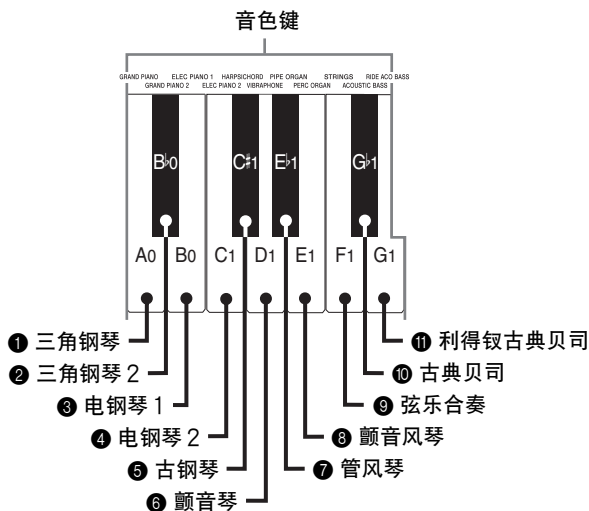 音色键
GRAND PIANO ELEC PIANO 1 HARPSICHORD PIPE ORGAN STRINGS RIDE ACO BASS
GRAND PIANO 2 ELEC PIANO 2 VIBRAPHONE PERC ORGAN ACOUSTIC BASS
B♭0 C♯1 E♭1 G♭1
A0 B0 C1 D1 E1 F1 G1
❶ 三角钢琴
⓫ 利得钗古典贝司
❷ 三角钢琴 2
❿ 古典贝司
❸ 电钢琴 1
❾ 弦乐合奏
❹ 电钢琴 2
❽ 颤音风琴
❺ 古钢琴
❼ 管风琴
❻ 颤音琴